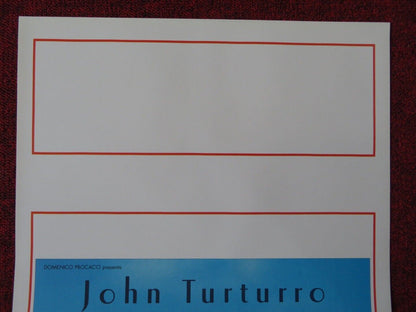 DOMENICO PROCACCI presents
John Turturro